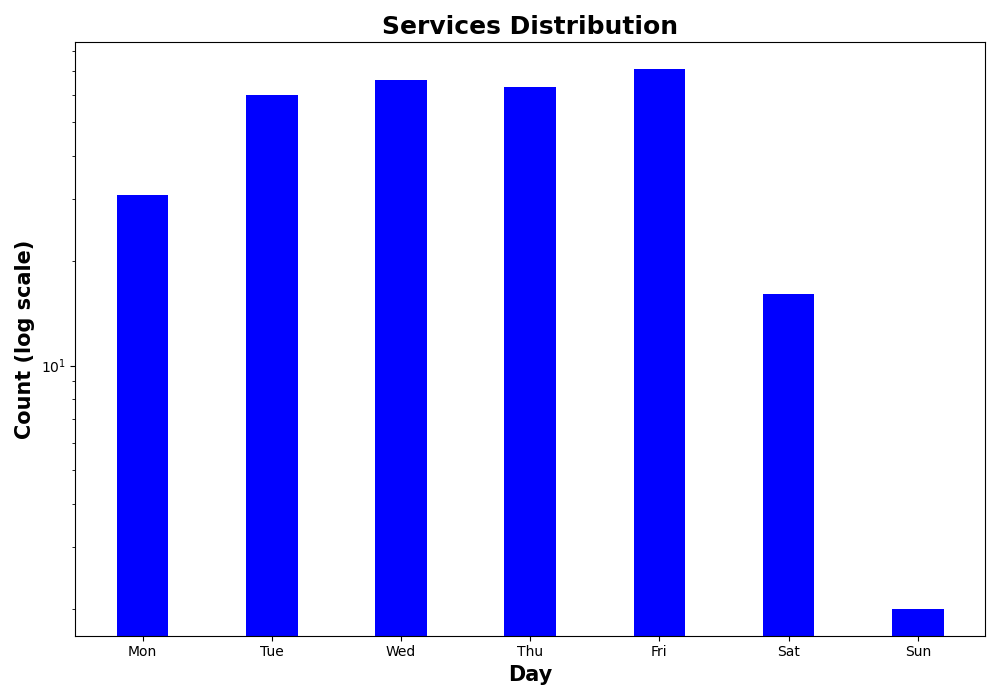 Services Distribution
Count (log scale)
10¹
Mon Tue Wed Thu Fri Sat Sun
Day